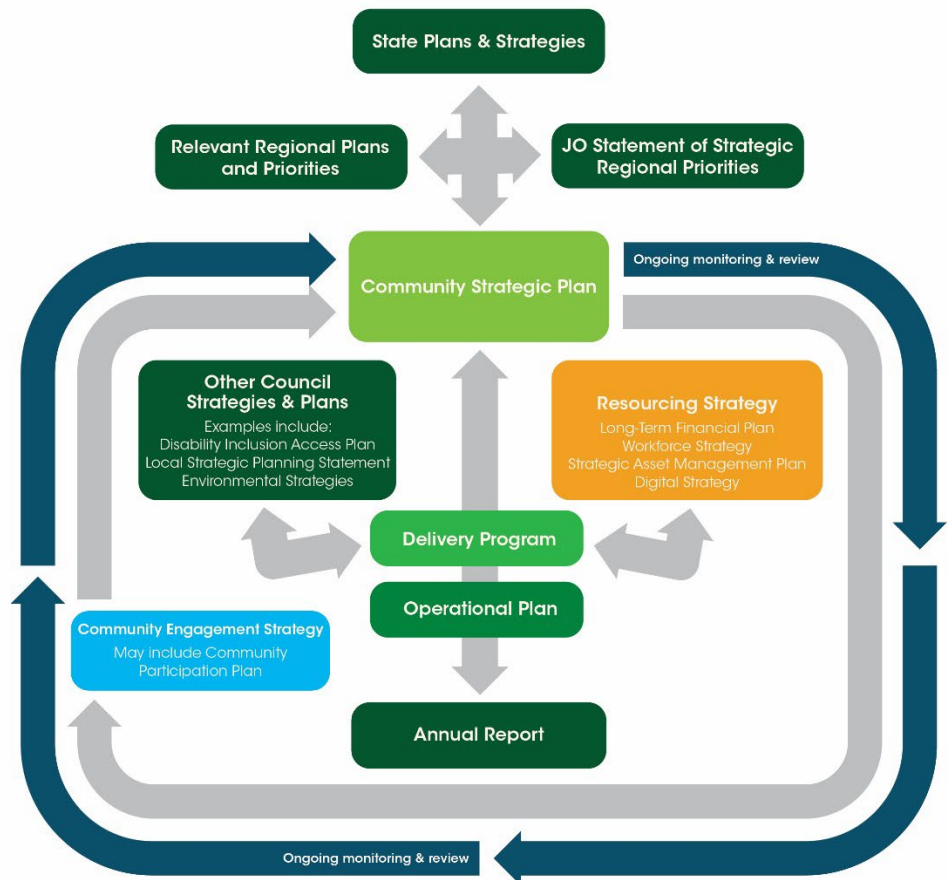 State Plans & Strategies
Relevant Regional Plans
and Priorities
JO Statement of Strategic
Regional Priorities
Ongoing monitoring & review
Community Strategic Plan
Other Council
Strategies & Plans
Examples include:
Disability Inclusion Access Plan
Local Strategic Planning Statement
Environmental Strategies
Resourcing Strategy
Long-Term Financial Plan
Workforce Strategy
Strategic Asset Management Plan
Digital Strategy
Delivery Program
Operational Plan
Community Engagement Strategy
May include Community
Participation Plan
Annual Report
Ongoing monitoring & review